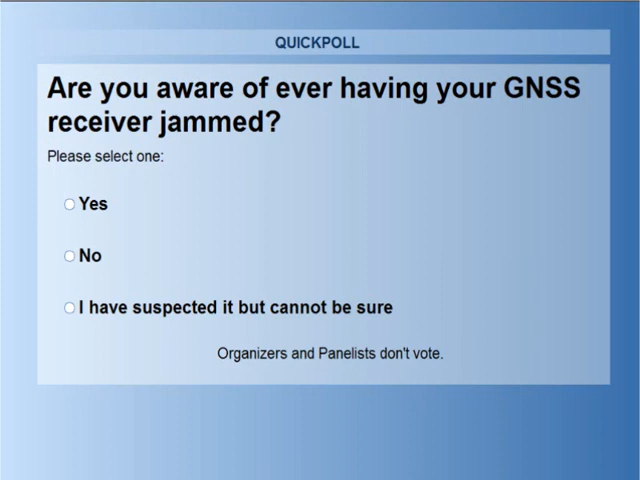 QUICKPOLL
Are you aware of ever having your GNSS
receiver jammed?
Please select one:
Yes
No
I have suspected it but cannot be sure
Organizers and Panelists don't vote.